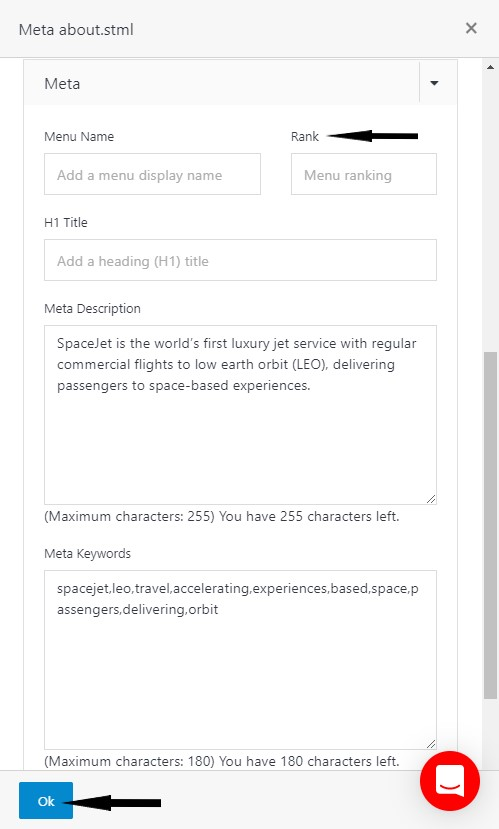 Meta about.stml
Meta
Menu Name
Rank
Add a menu display name
Menu ranking
H1 Title
Add a heading (H1) title
Meta Description
SpaceJet is the world’s first luxury jet service with regular
commercial flights to low earth orbit (LEO), delivering
passengers to space-based experiences.
(Maximum characters: 255) You have 255 characters left.
Meta Keywords
spacejet,leo,travel,accelerating,experiences,based,space,p
assengers,delivering,orbit
(Maximum characters: 180) You have 180 characters left.
Ok